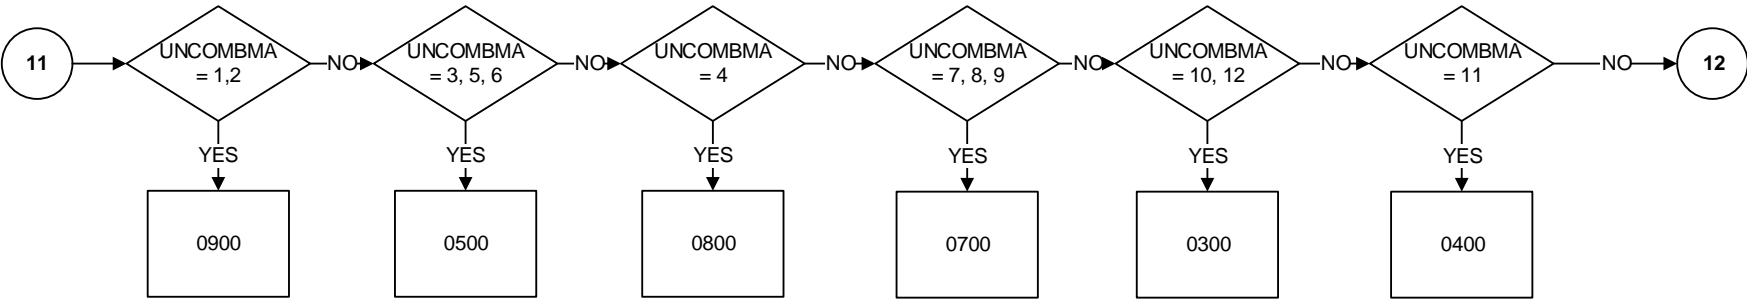 11
UNCOMBMA
= 1,2
NO
UNCOMBMA
= 3, 5, 6
NO
UNCOMBMA
= 4
NO
UNCOMBMA
= 7, 8, 9
NO
UNCOMBMA
= 10, 12
NO
UNCOMBMA
= 11
NO
12
YES
YES
YES
YES
YES
YES
0900
0500
0800
0700
0300
0400